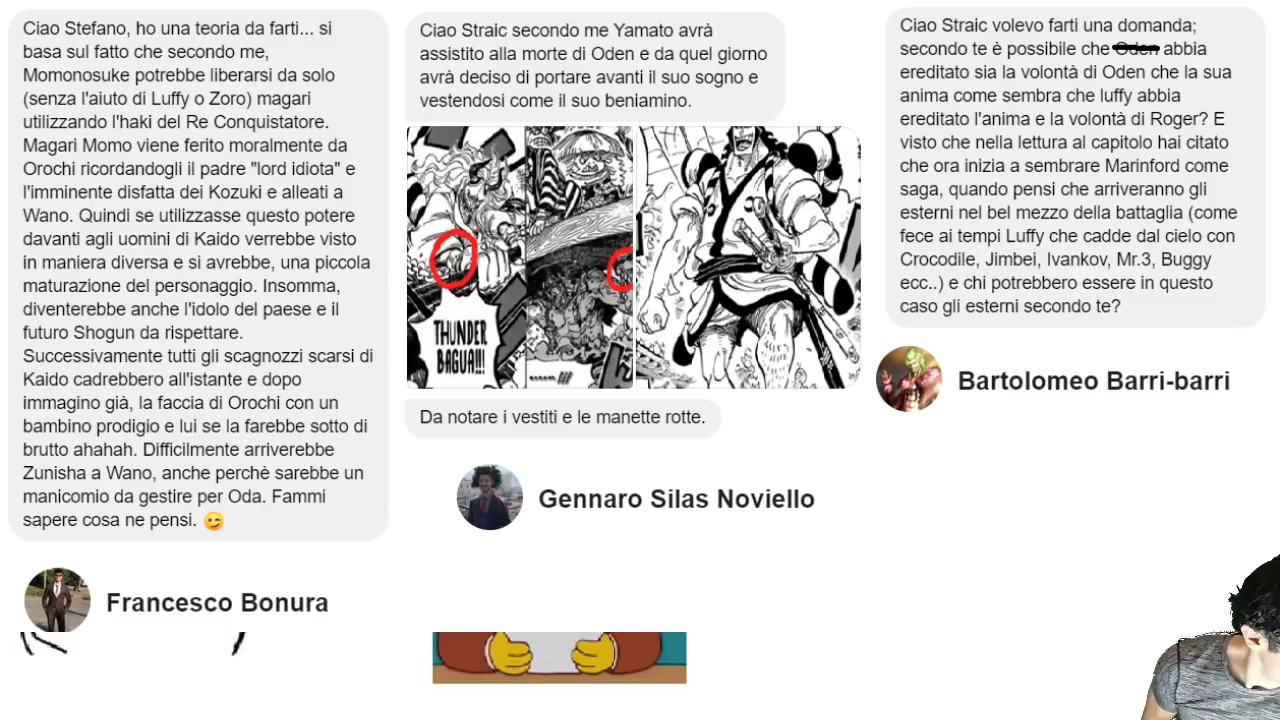 Ciao Stefano, ho una teoria da farti... si
basa sul fatto che secondo me,
Momonosuke potrebbe liberarsi da solo
(senza l'aiuto di Luffy o Zoro) magari
utilizzando l'haki del Re Conquistatore.
Magari Momo viene ferito moralmente da
Orochi ricordandogli il padre "lord idiota" e
l'imminente disfatta dei Kozuki e alleati a
Wano. Quindi se utilizzasse questo potere
davanti agli uomini di Kaido verrebbe visto
in maniera diversa e si avrebbe, una piccola
maturazione del personaggio. Insomma,
diventerebbe anche l'idolo del paese e il
futuro Shogun da rispettare.
Successivamente tutti gli scagnozzi scarsi di
Kaido cadrebbero all'istante e dopo
immagino già, la faccia di Orochi con un
bambino prodigio e lui se la farebbe sotto di
brutto ahahah. Difficilmente arriverebbe
Zunisha a Wano, anche perchè sarebbe un
manicomio da gestire per Oda. Fammi
sapere cosa ne pensi. 😉
Francesco Bonura
Ciao Straic secondo me Yamato avrà
assistito alla morte di Oden e da quel giorno
avrà deciso di portare avanti il suo sogno e
vestendosi come il suo beniamino.
THUNDER
BAGUA!!!
Da notare i vestiti e le manette rotte.
Gennaro Silas Noviello
Ciao Straic volevo farti una domanda;
secondo te è possibile che Oden abbia
ereditato sia la volontà di Oden che la sua
anima come sembra che luffy abbia
ereditato l'anima e la volontà di Roger? E
visto che nella lettura al capitolo hai citato
che ora inizia a sembrare Marinford come
saga, quando pensi che arriveranno gli
esterni nel bel mezzo della battaglia (come
fece ai tempi Luffy che cadde dal cielo con
Crocodile, Jimbei, Ivankov, Mr.3, Buggy
ecc..) e chi potrebbero essere in questo
caso gli esterni secondo te?
Bartolomeo Barri-barri